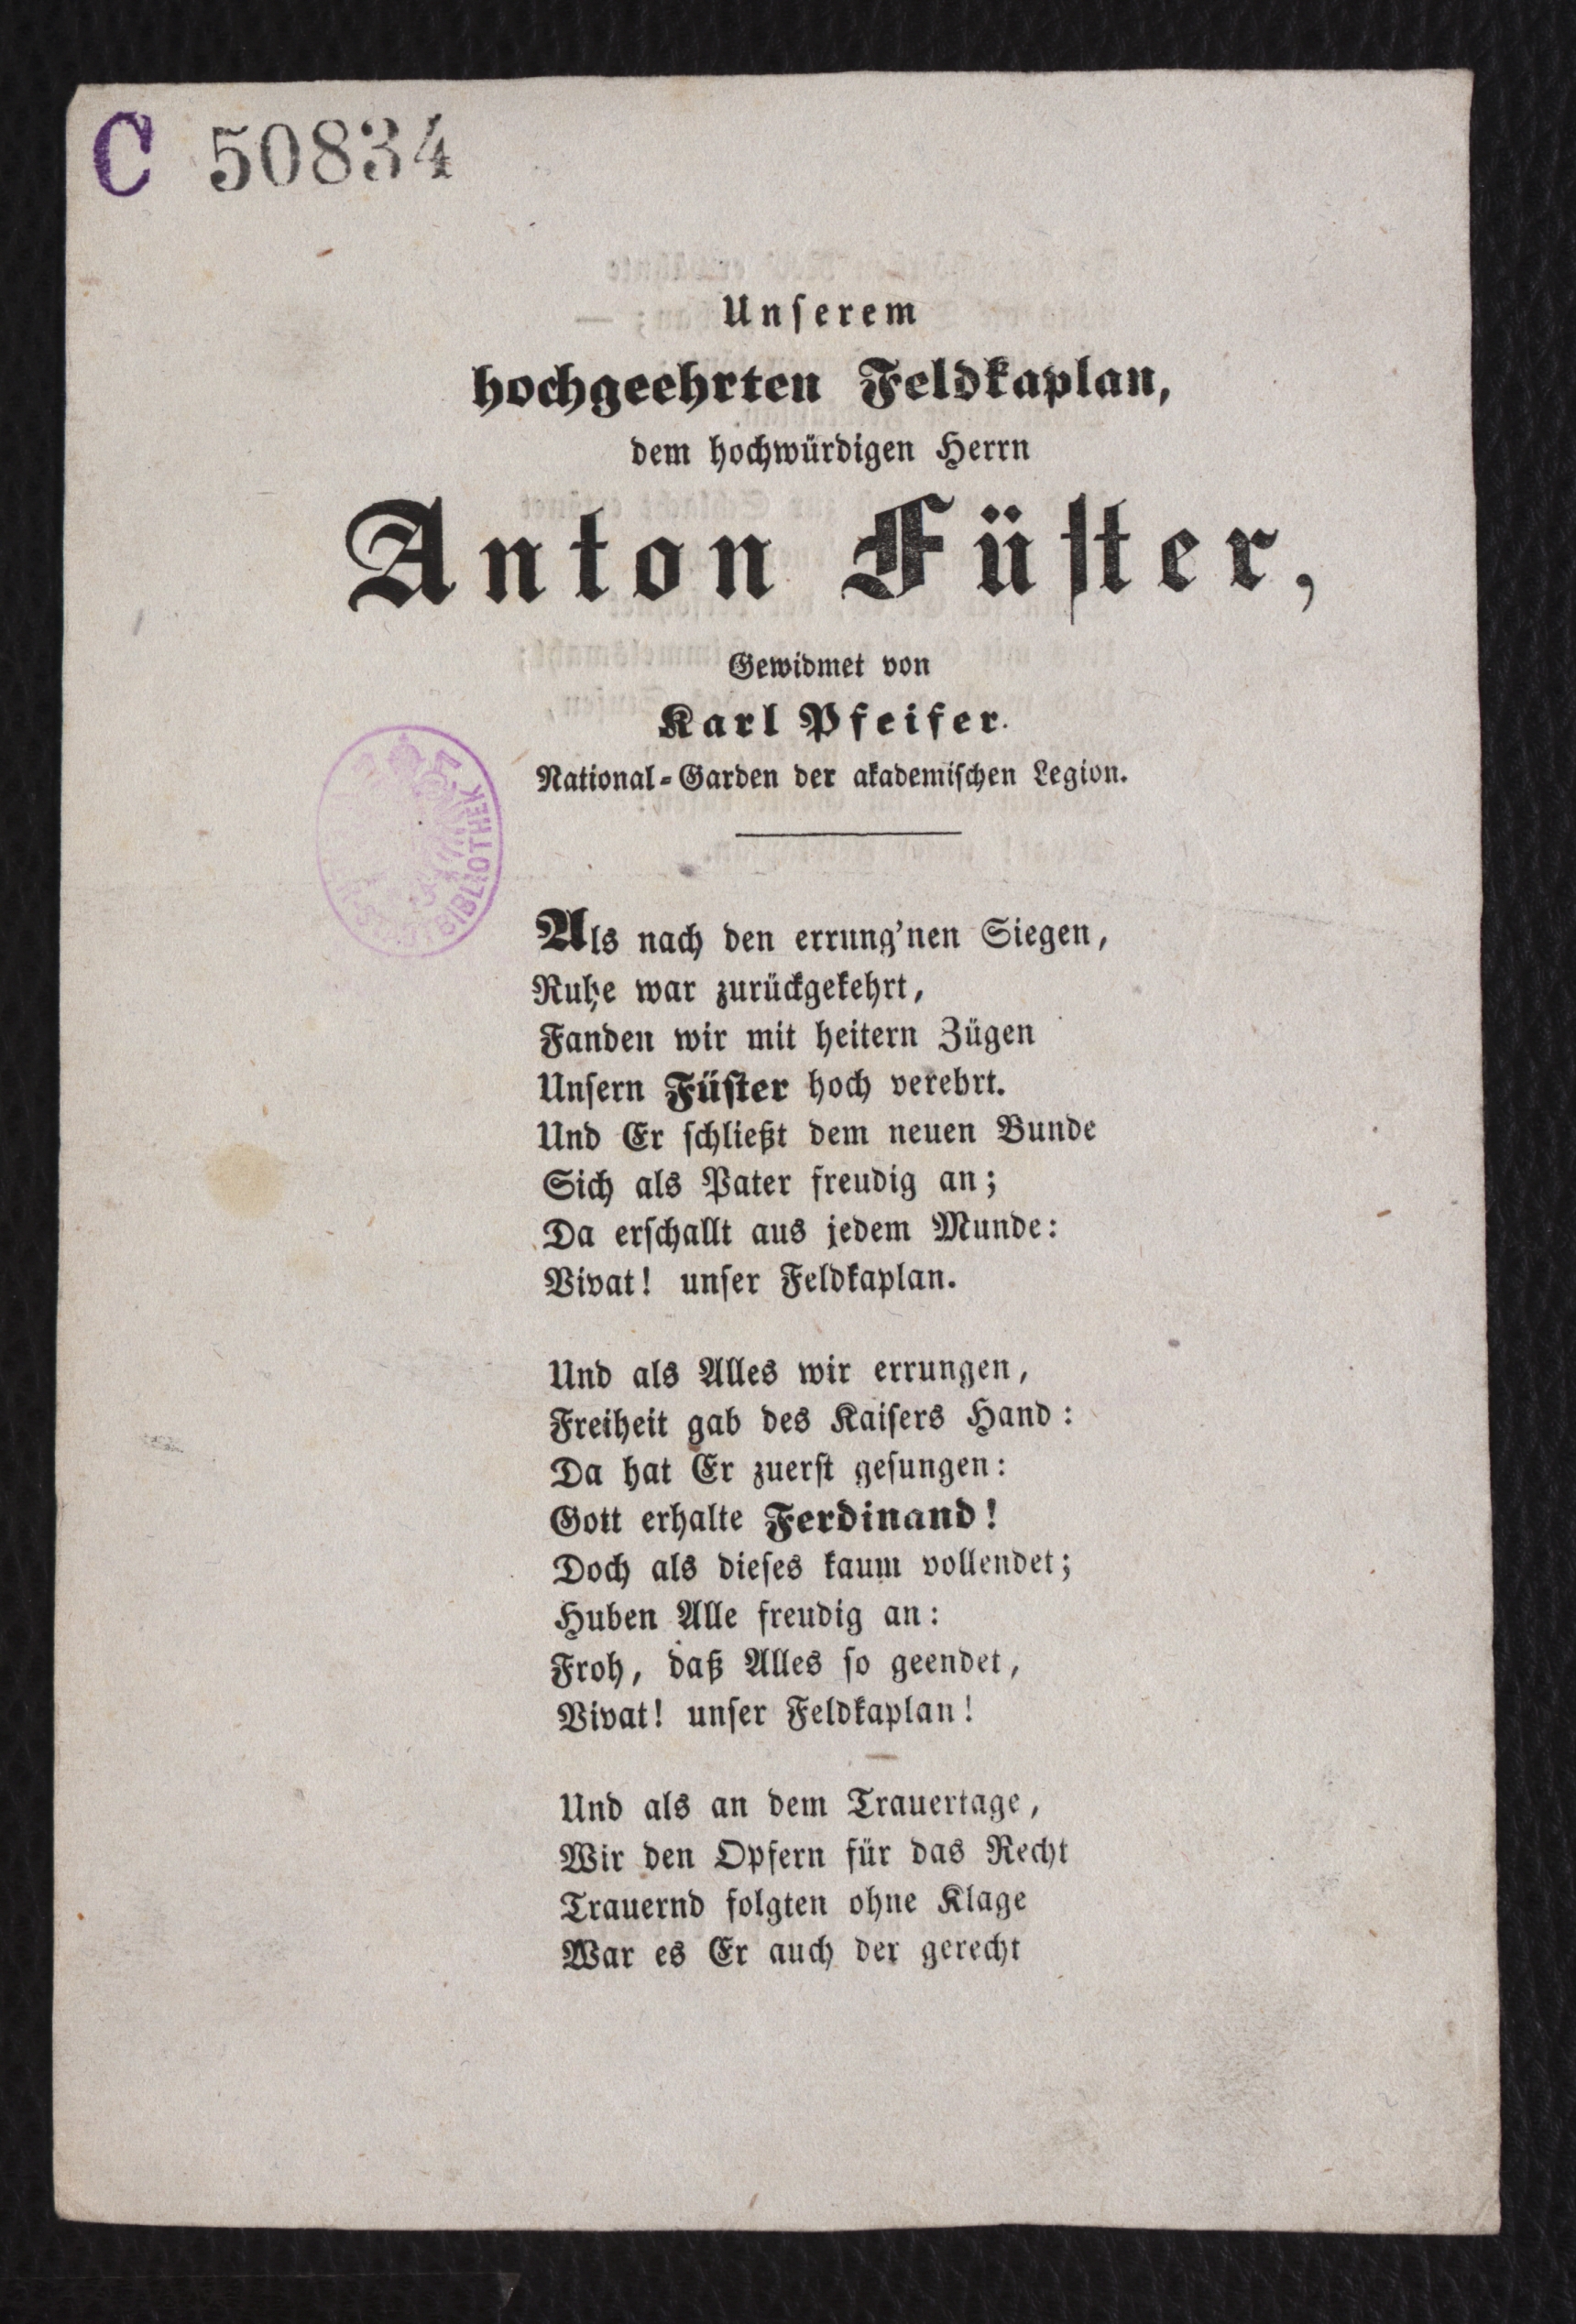 C 50834
Unserem
hochgeehrten Feldkaplan,
dem hochwürdigen Herrn
Anton Füster,
Gewidmet von
Karl Pfeifer.
National-Garden der akademischen Legion.
BIBLIOTHEK
Als nach den errung'nen Siegen,
Ruhe war zurückgekehrt,
Fanden wir mit heitern Zügen
Unsern Füster hoch verehrt.
Und Er schließt dem neuen Bunde
Sich als Pater freudig an;
Da erschallt aus jedem Munde:
Vivat! unser Feldkaplan.
Und als Alles wir errungen,
Freiheit gab des Kaisers Hand:
Da hat Er zuerst gesungen:
Gott erhalte Ferdinand!
Doch als dieses kaum vollendet;
Huben Alle freudig an:
Froh, daß Alles so geendet,
Vivat! unser Feldkaplan!
Und als an dem Trauertage,
Wir den Opfern für das Recht
Trauernd folgten ohne Klage
War es Er auch der gerecht